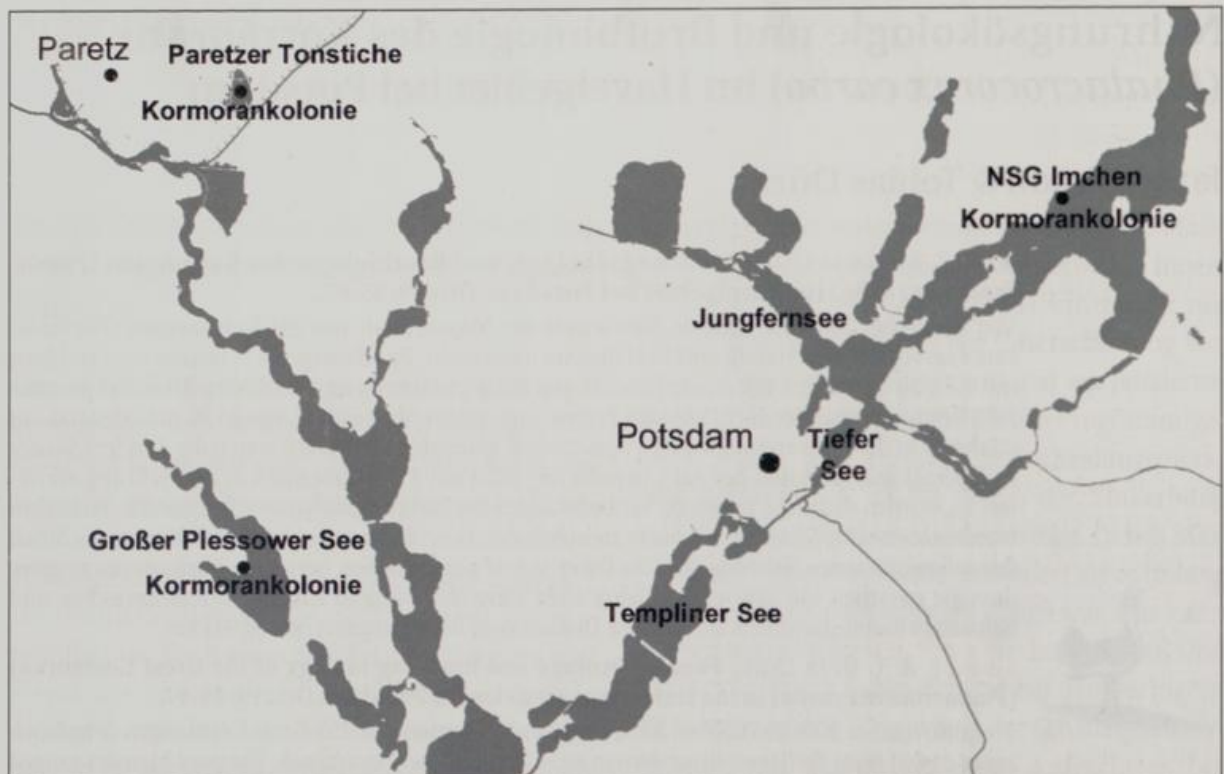 Paretz
Paretzer Tonstiche
Kormorankolonie
NSG Imchen
Kormorankolonie
Jungfernsee
Potsdam
Tiefer
See
Großer Plessower See
Kormorankolonie
Templiner See